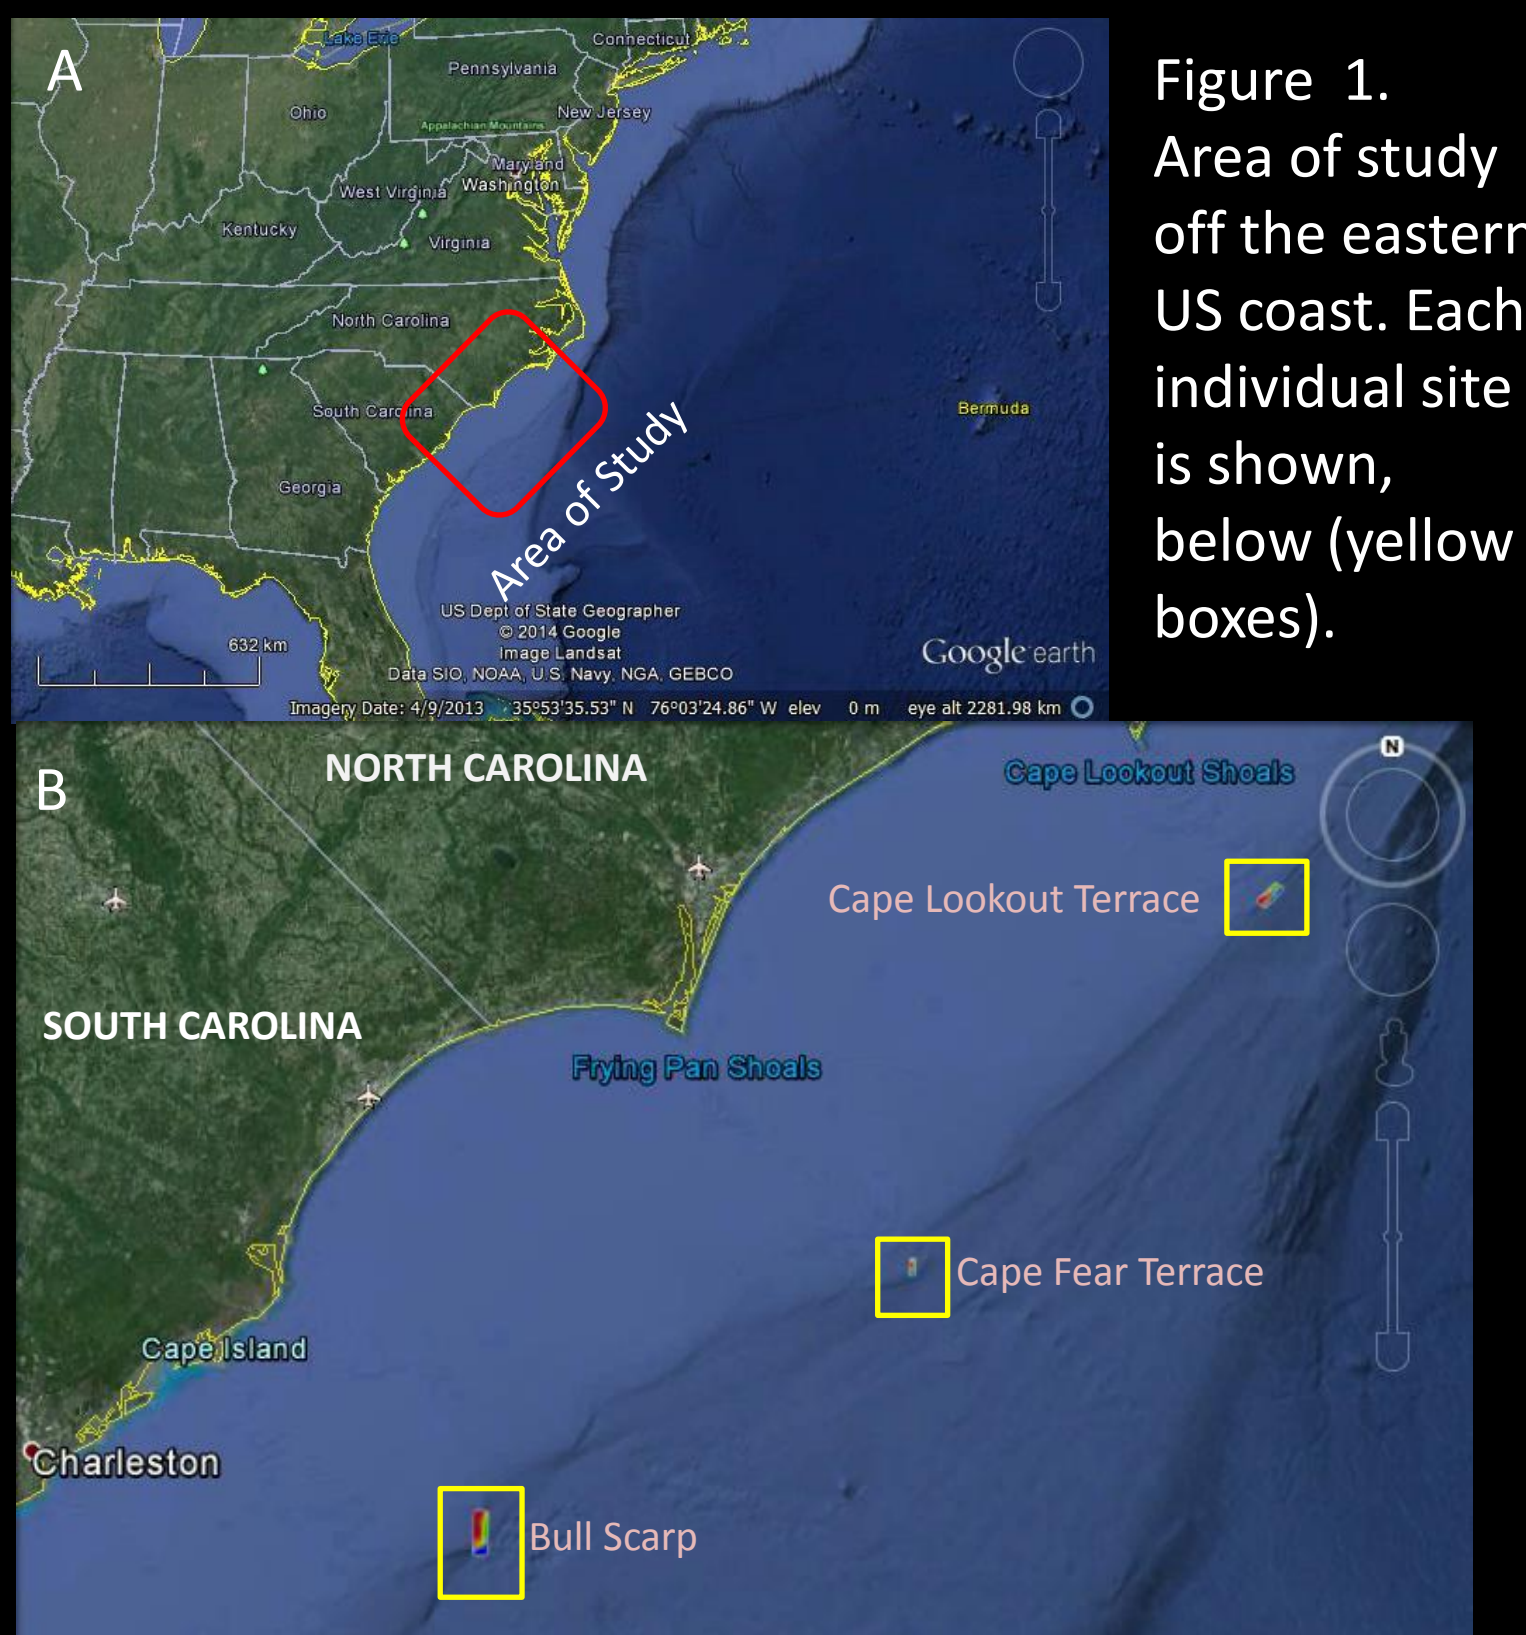 A
Lake Erie
Connecticut
Pennsylvania
Ohio
New Jersey
Appalachian Mountains
Maryland
West Virginia
Washington
Kentucky
Virginia
North Carolina
South Carolina
Bermuda
Area of Study
Georgia
US Dept of State Geographer
© 2014 Google
Image Landsat
Data SIO, NOAA, U.S. Navy, NGA, GEBCO
632 km
Google earth
Imagery Date: 4/9/2013 35°53'35.53" N 76°03'24.86" W elev 0 m eye alt 2281.98 km
Figure 1.
Area of study
off the eastern
US coast. Each
individual site
is shown,
below (yellow
boxes).
B
NORTH CAROLINA
N
Cape Lookout Shoals
Cape Lookout Terrace
SOUTH CAROLINA
Frying Pan Shoals
Cape Fear Terrace
Cape Island
Charleston
Bull Scarp